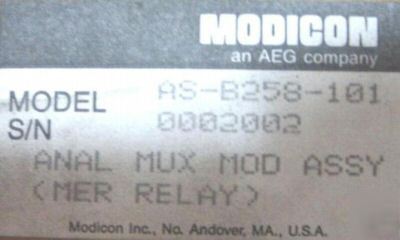 MODICON
an AEG company
MODEL AS-B258-101
S/N 0002002
ANAL MUX MOD ASSY
(MER RELAY)
Modicon Inc., No. Andover, MA., U.S.A.